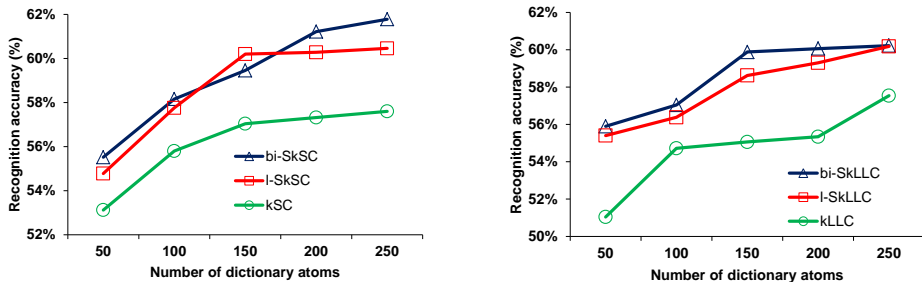 62%
60%
58%
56%
54%
52%
Recognition accuracy (%)
bi-SkSC
l-SkSC
kSC
50 100 150 200 250
Number of dictionary atoms
62%
60%
58%
56%
54%
52%
50%
Recognition accuracy (%)
bi-SkLLC
l-SkLLC
kLLC
50 100 150 200 250
Number of dictionary atoms